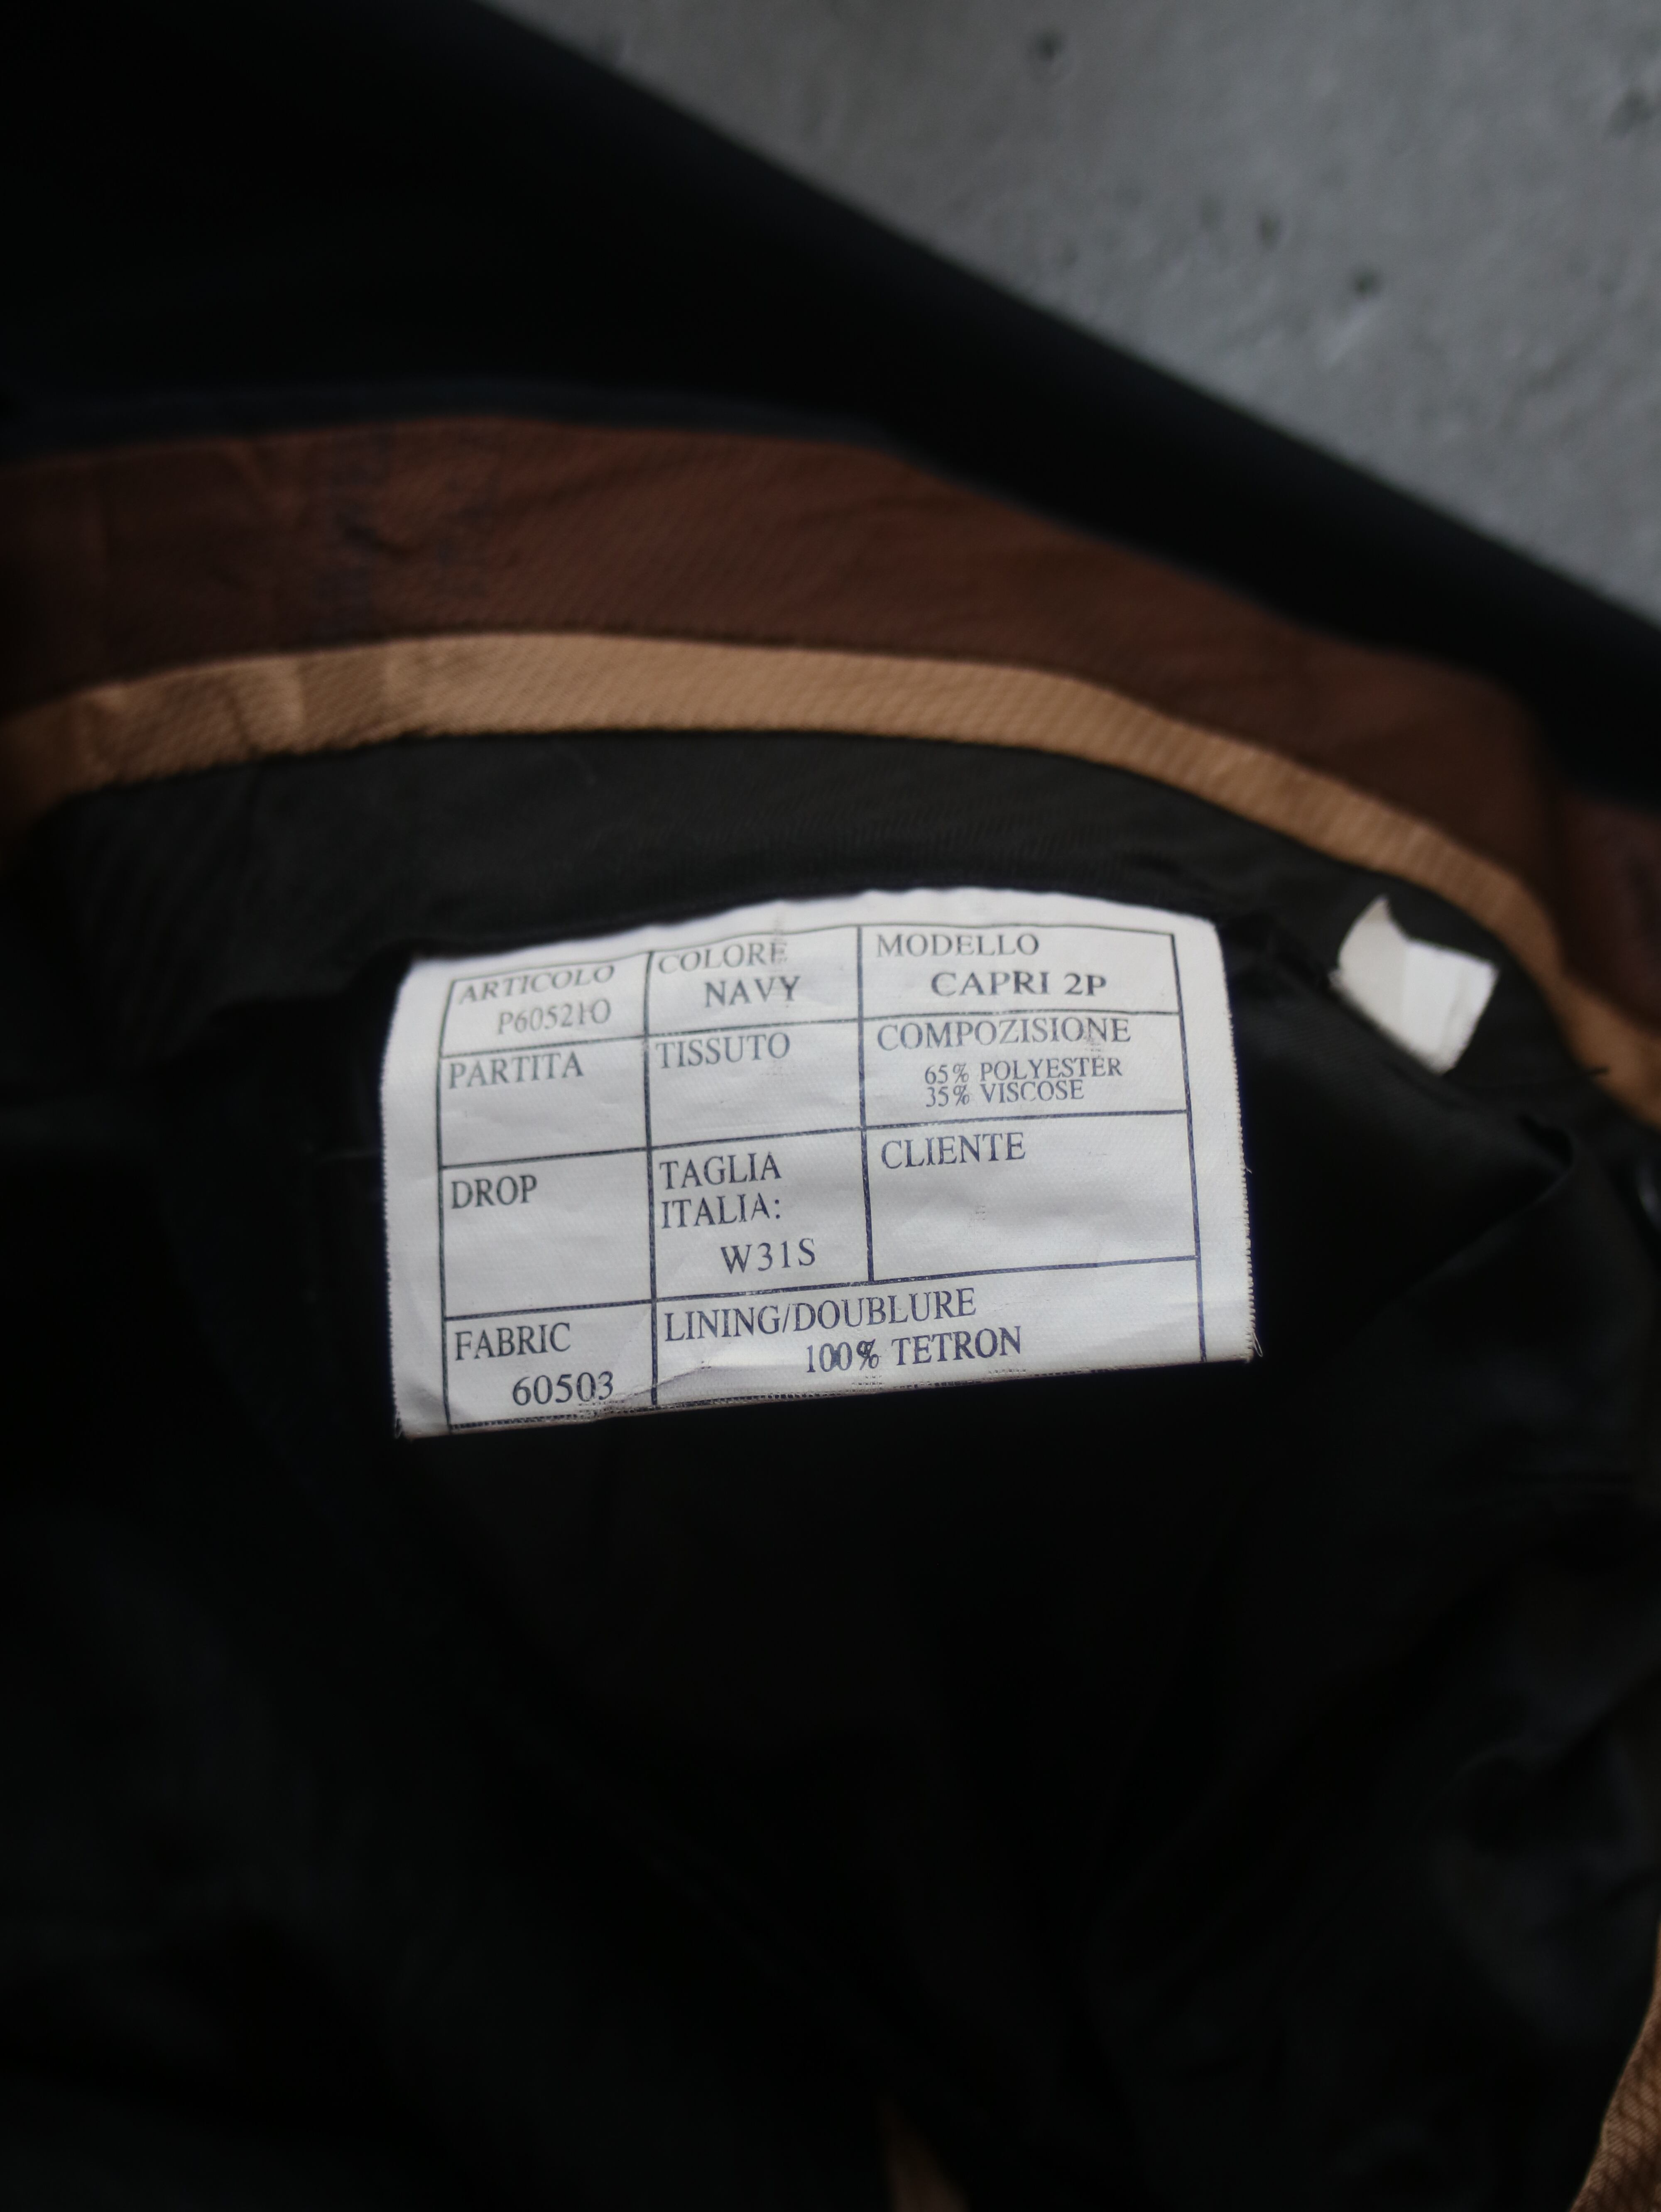 ARTICOLO
P605210
COLORE
NAVY
MODELLO
CAPRI 2P
PARTITA
TISSUTO
COMPOZISIONE
65% POLYESTER
35% VISCOSE
DROP
TAGLIA
ITALIA:
W31S
CLIENTE
FABRIC
60503
LINING/DOUBLURE
100% TETRON